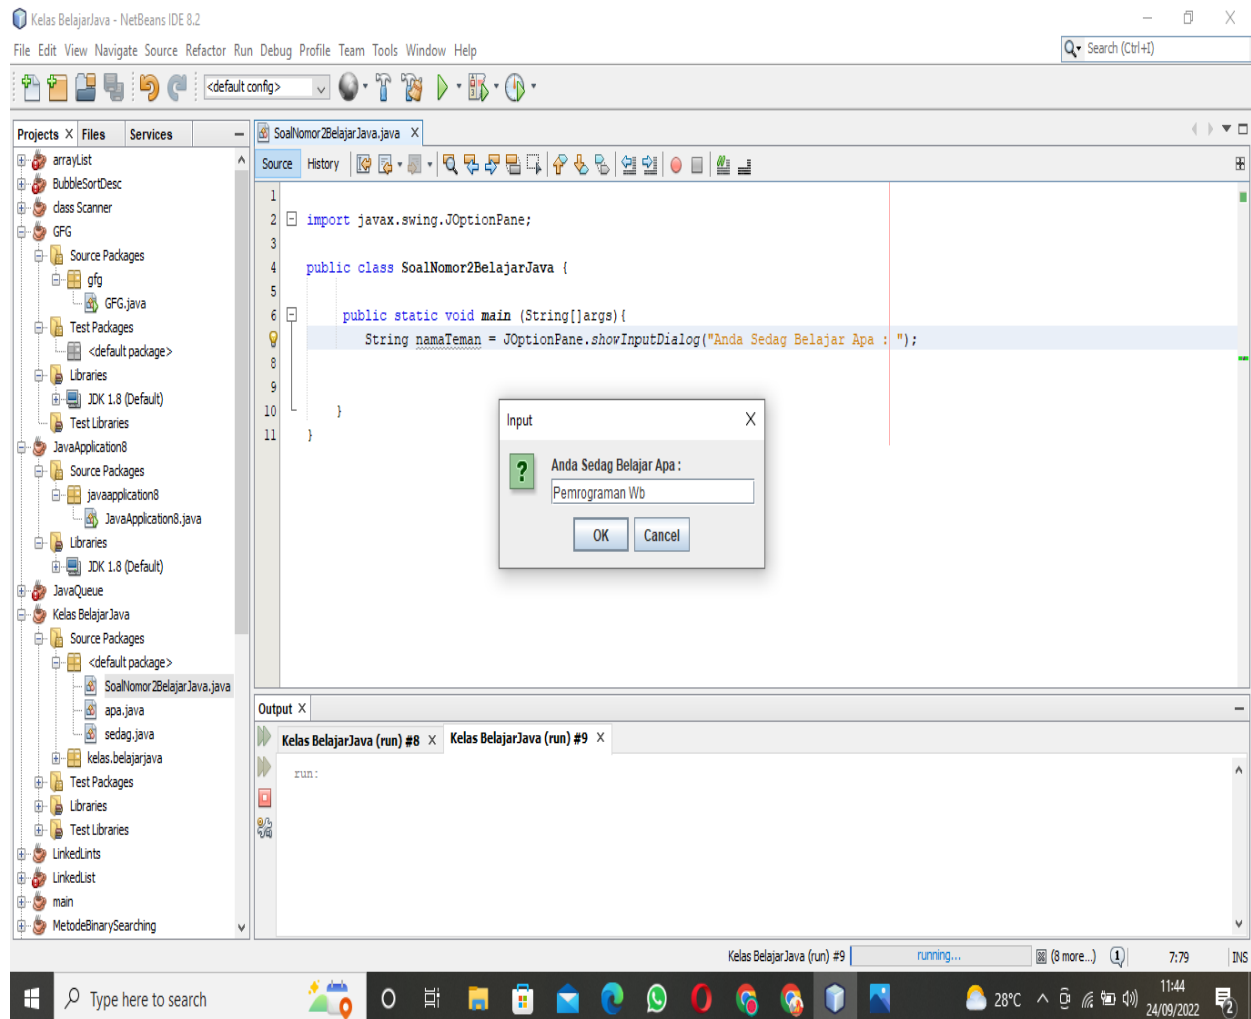 Kelas BelajarJava - NetBeans IDE 8.2
File Edit View Navigate Source Refactor Run Debug Profile Team Tools Window Help
Search (Ctrl+I)
<default config>
Projects X Files Services
SoalNomor2BelajarJava.java X
Source History
arrayList
BubbleSortDesc
class Scanner
GFG
Source Packages
gfg
GFG.java
Test Packages
<default package>
Libraries
JDK 1.8 (Default)
Test Libraries
JavaApplication8
Source Packages
javaapplication8
JavaApplication8.java
Libraries
JDK 1.8 (Default)
JavaQueue
Kelas BelajarJava
Source Packages
<default package>
SoalNomor2BelajarJava.java
apa.java
sedag.java
kelas.belajarjava
Test Packages
Libraries
Test Libraries
LinkedLints
LinkedList
main
MetodeBinarySearching
1
2 import javax.swing.JOptionPane;
3
4 public class SoalNomor2BelajarJava {
5
6 public static void main (String[]args){
String namaTeman = JOptionPane.showInputDialog("Anda Sedag Belajar Apa : ");
8
9
10 }
11 }
Input X
Anda Sedag Belajar Apa :
Pemrograman Wb
OK Cancel
Output X
Kelas BelajarJava (run) #8 X Kelas BelajarJava (run) #9 X
run:
Kelas BelajarJava (run) #9 running... (8 more...) 1 7:79 INS
Type here to search
28°C
11:44
24/09/2022
2